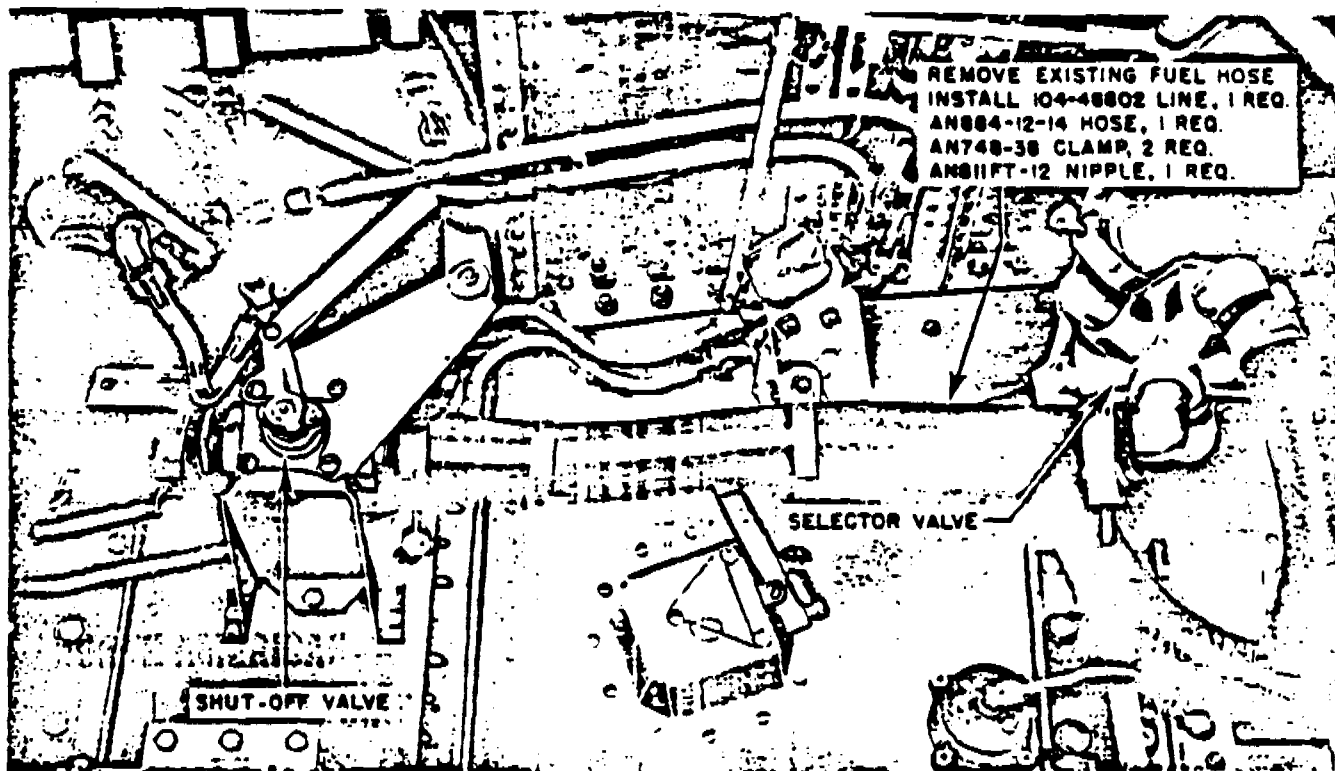 REMOVE EXISTING FUEL HOSE
INSTALL 104-46802 LINE, 1 REQ.
AN884-12-14 HOSE, 1 REQ.
AN748-38 CLAMP, 2 REQ.
AN811FT-12 NIPPLE, 1 REQ.
SELECTOR VALVE
SHUT-OFF VALVE